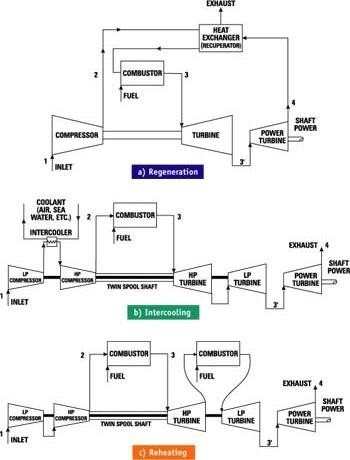 EXHAUST
HEAT
EXCHANGER
(RECUPERATOR)
2
COMBUSTOR
3
FUEL
4
SHAFT
POWER
COMPRESSOR
TURBINE
POWER
TURBINE
1
INLET
3'
a) Regeneration
COOLANT
(AIR, SEA
WATER, ETC.)
INTERCOOLER
2
COMBUSTOR
3
FUEL
EXHAUST
4
SHAFT
POWER
LP
COMPRESSOR
HP
COMPRESSOR
HP
TURBINE
LP
TURBINE
POWER
TURBINE
TWIN SPOOL SHAFT
1
INLET
3'
b) Intercooling
2
COMBUSTOR
3
COMBUSTOR
FUEL
FUEL
EXHAUST
4
SHAFT
POWER
LP
COMPRESSOR
HP
COMPRESSOR
HP
TURBINE
LP
TURBINE
POWER
TURBINE
TWIN SPOOL SHAFT
1
INLET
3'
c) Reheating